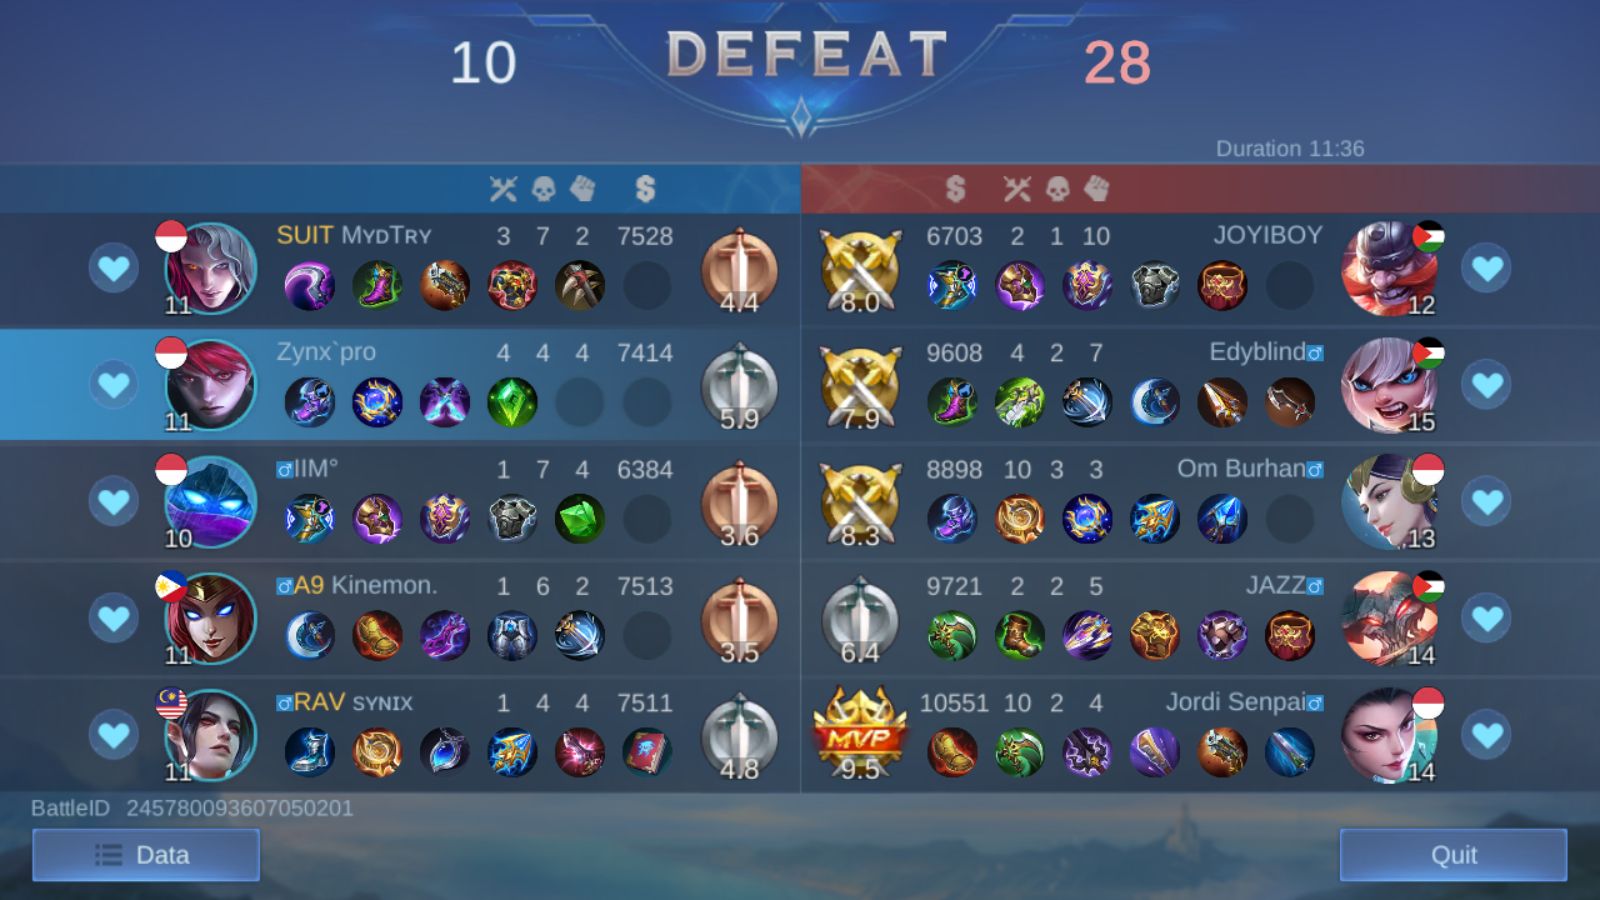 10 DEFEAT 28
Duration 11:36
SUIT MYDTRY 3 7 2 7528
11 4.4
8.0 6703 2 1 10 JOYIBOY
12
Zynx`pro 4 4 4 7414
11 5.9
7.9 9608 4 2 7 Edyblind♂
15
♂IIM° 1 7 4 6384
10 3.6
8.3 8898 10 3 3 Om Burhan♂
13
♂A9 Kinemon. 1 6 2 7513
11 3.5
6.4 9721 2 2 5 JAZZ♂
14
♂RAV SYNIX 1 4 4 7511
11 4.8
MVP 9.5 10551 10 2 4 Jordi Senpai♂
14
BattleID 245780093607050201
Data
Quit